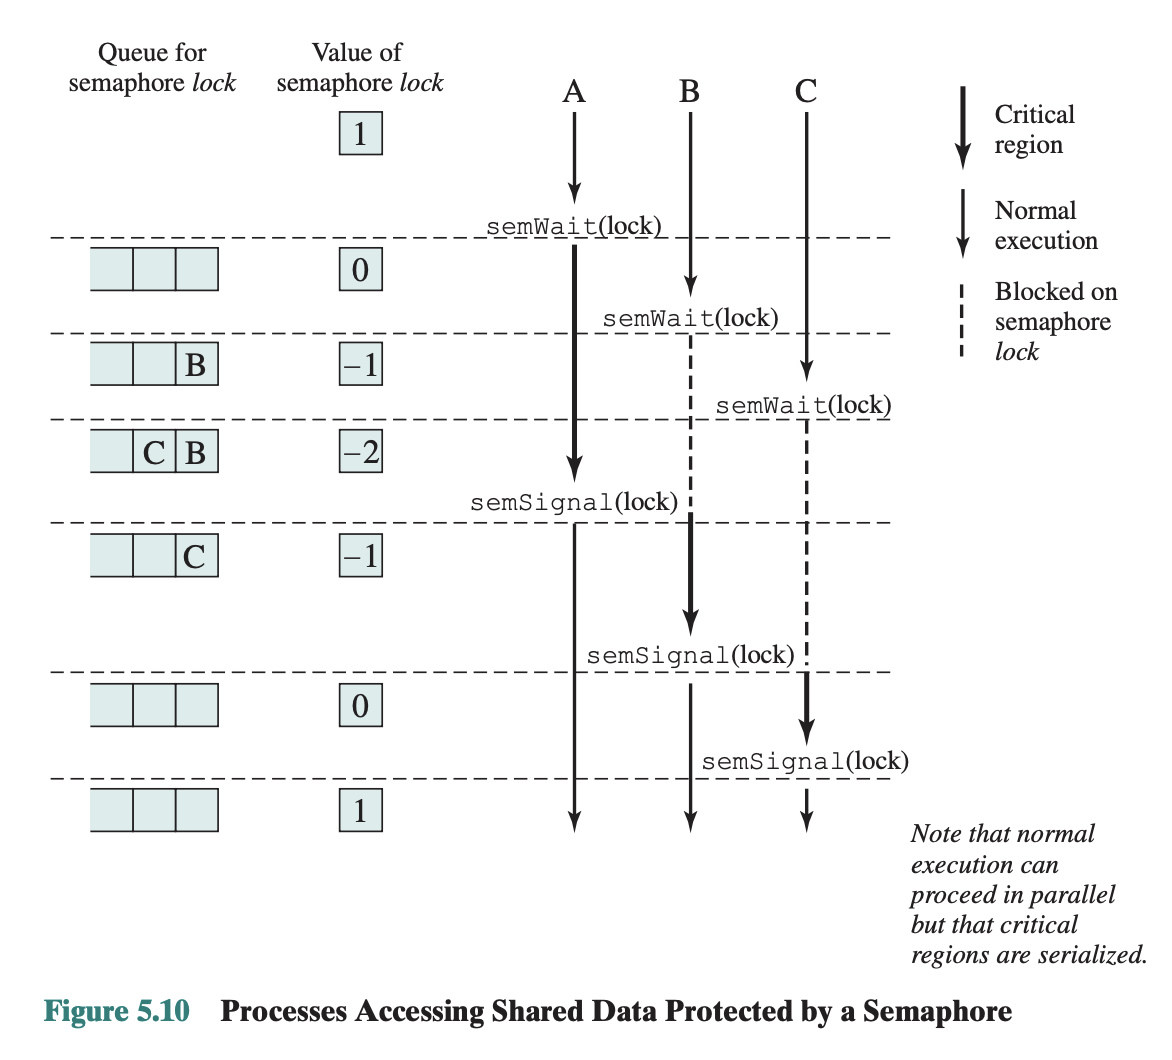 Queue for
semaphore lock
Value of
semaphore lock
A
B
C
1
Critical
region
Normal
execution
Blocked on
semaphore
lock
semWait(lock)
0
semWait(lock)
B
–1
semWait(lock)
C B
–2
semSignal(lock)
C
–1
semSignal(lock)
0
semSignal(lock)
1
Note that normal
execution can
proceed in parallel
but that critical
regions are serialized.
Figure 5.10 Processes Accessing Shared Data Protected by a Semaphore